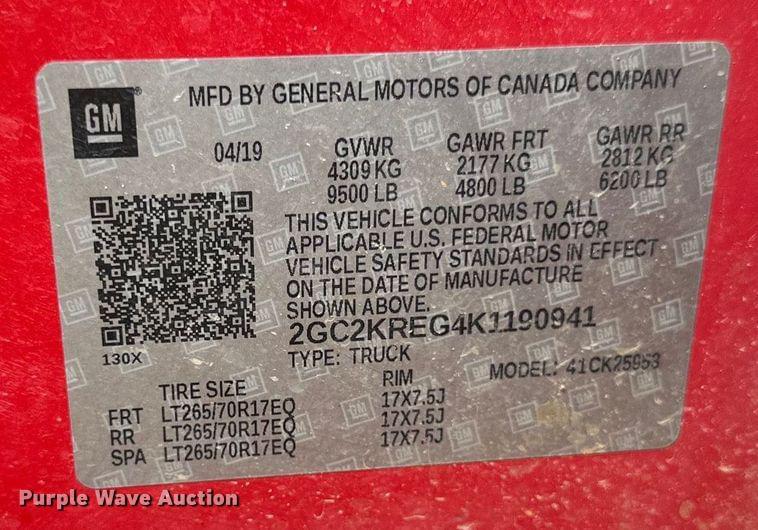 GM
MFD BY GENERAL MOTORS OF CANADA COMPANY
04/19 GVWR GAWR FRT GAWR RR
4309 KG 2177 KG 2812 KG
9500 LB 4800 LB 6200 LB
THIS VEHICLE CONFORMS TO ALL
APPLICABLE U.S. FEDERAL MOTOR
VEHICLE SAFETY STANDARDS IN EFFECT
ON THE DATE OF MANUFACTURE
SHOWN ABOVE.
2GC2KREG4K1190941
130X TYPE: TRUCK MODEL: 41CK25953
TIRE SIZE RIM
FRT LT265/70R17EQ 17X7.5J
RR LT265/70R17EQ 17X7.5J
SPA LT265/70R17EQ 17X7.5J
Purple Wave Auction